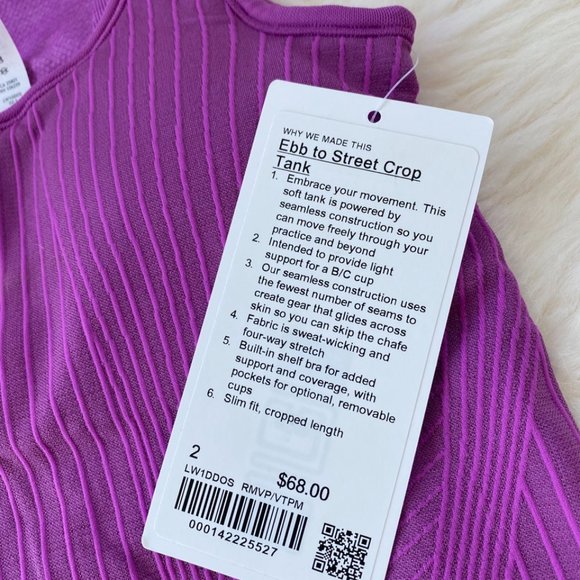 WHY WE MADE THIS
Ebb to Street Crop
Tank
1. Embrace your movement. This
soft tank is powered by
seamless construction so you
can move freely through your
practice and beyond
2. Intended to provide light
support for a B/C cup
3. Our seamless construction uses
the fewest number of seams to
create gear that glides across
skin so you can skip the chafe
4. Fabric is sweat-wicking and
four-way stretch
5. Built-in shelf bra for added
support and coverage, with
pockets for optional, removable
cups
6. Slim fit, cropped length
2
$68.00
LW1DDOS RMVP/VTPM
000142225527